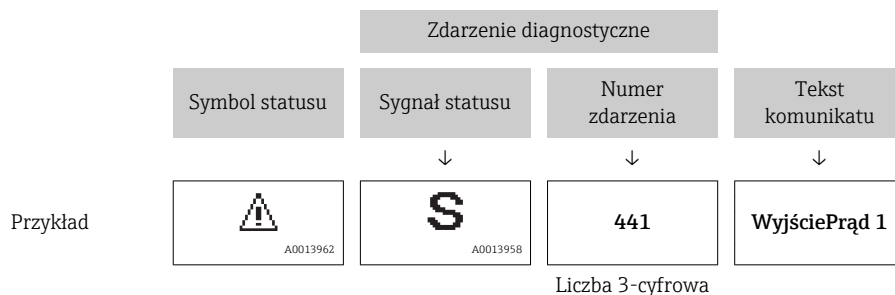 Zdarzenie diagnostyczne
Symbol statusu
Sygnał statusu
Numer
zdarzenia
Tekst
komunikatu
↓ ↓ ↓
Przykład
A0013962
S
A0013958
441
WyjściePrąd 1
Liczba 3-cyfrowa